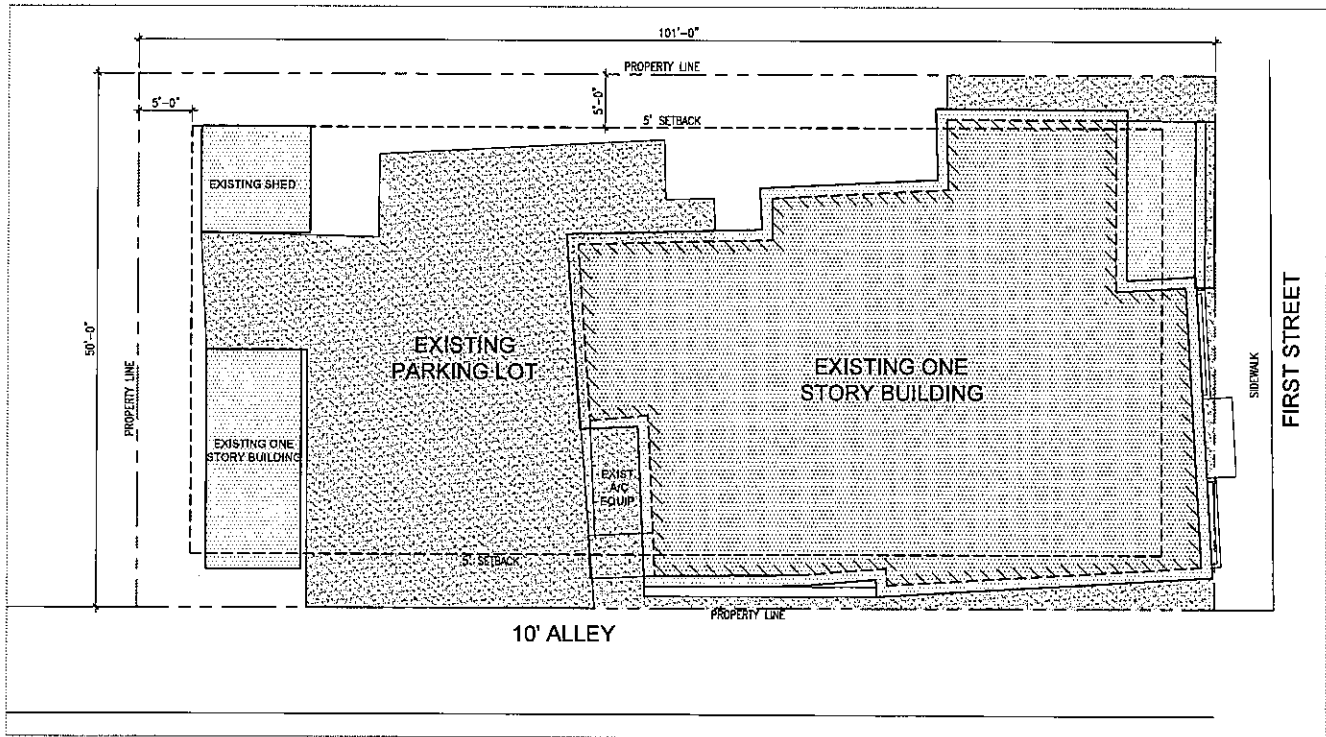 101'-0"
PROPERTY LINE
5'-0"
5'-0"
5' SETBACK
EXISTING SHED
50'-0"
PROPERTY LINE
EXISTING
PARKING LOT
EXISTING ONE
STORY BUILDING
EXISTING ONE
STORY BUILDING
EXIST.
A/C
EQUIP
SIDEWALK
FIRST STREET
5' SETBACK
PROPERTY LINE
10' ALLEY